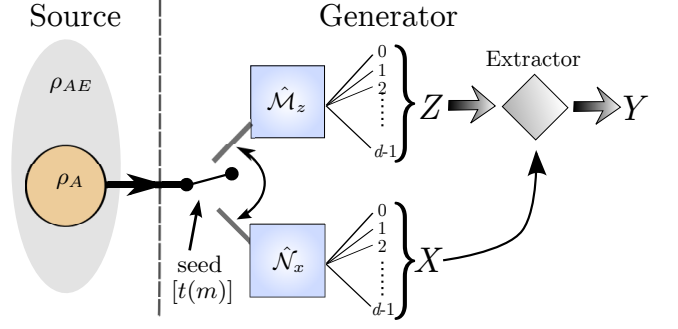 Source
Generator
ρ_AE
ρ_A
seed
[t(m)]
M̂_z
0
1
2
d-1
Z
Extractor
Y
N̂_x
0
1
2
d-1
X